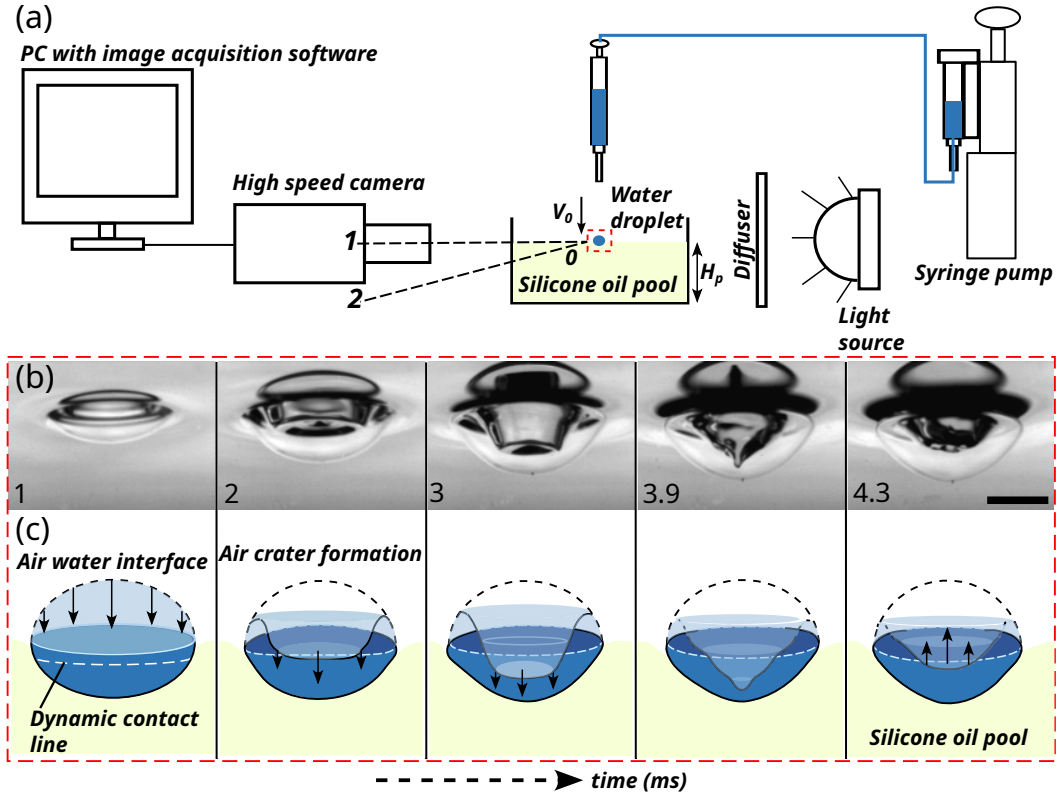 (a)
PC with image acquisition software
High speed camera
1
2
V₀
Water
droplet
0
Silicone oil pool
Hₚ
Diffuser
Light
source
Syringe pump
(b)
1
2
3
3.9
4.3
(c)
Air water interface
Air crater formation
Dynamic contact
line
Silicone oil pool
time (ms)